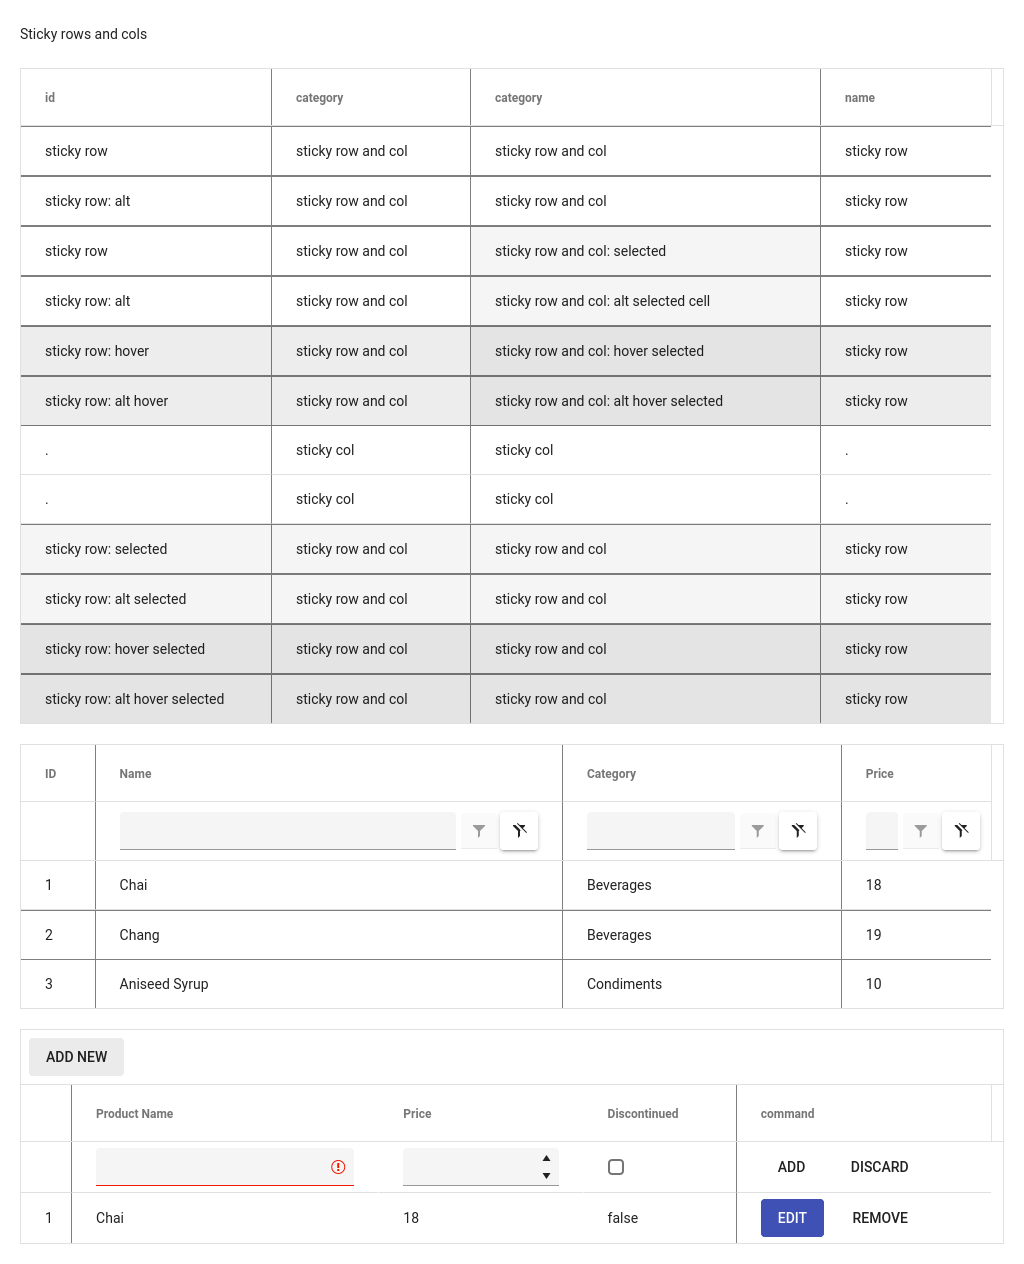 Sticky rows and cols
id category category name
sticky row sticky row and col sticky row and col sticky row
sticky row: alt sticky row and col sticky row and col sticky row
sticky row sticky row and col sticky row and col: selected sticky row
sticky row: alt sticky row and col sticky row and col: alt selected cell sticky row
sticky row: hover sticky row and col sticky row and col: hover selected sticky row
sticky row: alt hover sticky row and col sticky row and col: alt hover selected sticky row
. sticky col sticky col .
. sticky col sticky col .
sticky row: selected sticky row and col sticky row and col sticky row
sticky row: alt selected sticky row and col sticky row and col sticky row
sticky row: hover selected sticky row and col sticky row and col sticky row
sticky row: alt hover selected sticky row and col sticky row and col sticky row
ID Name Category Price
1 Chai Beverages 18
2 Chang Beverages 19
3 Aniseed Syrup Condiments 10
ADD NEW
Product Name Price Discontinued command
ADD DISCARD
1 Chai 18 false EDIT REMOVE